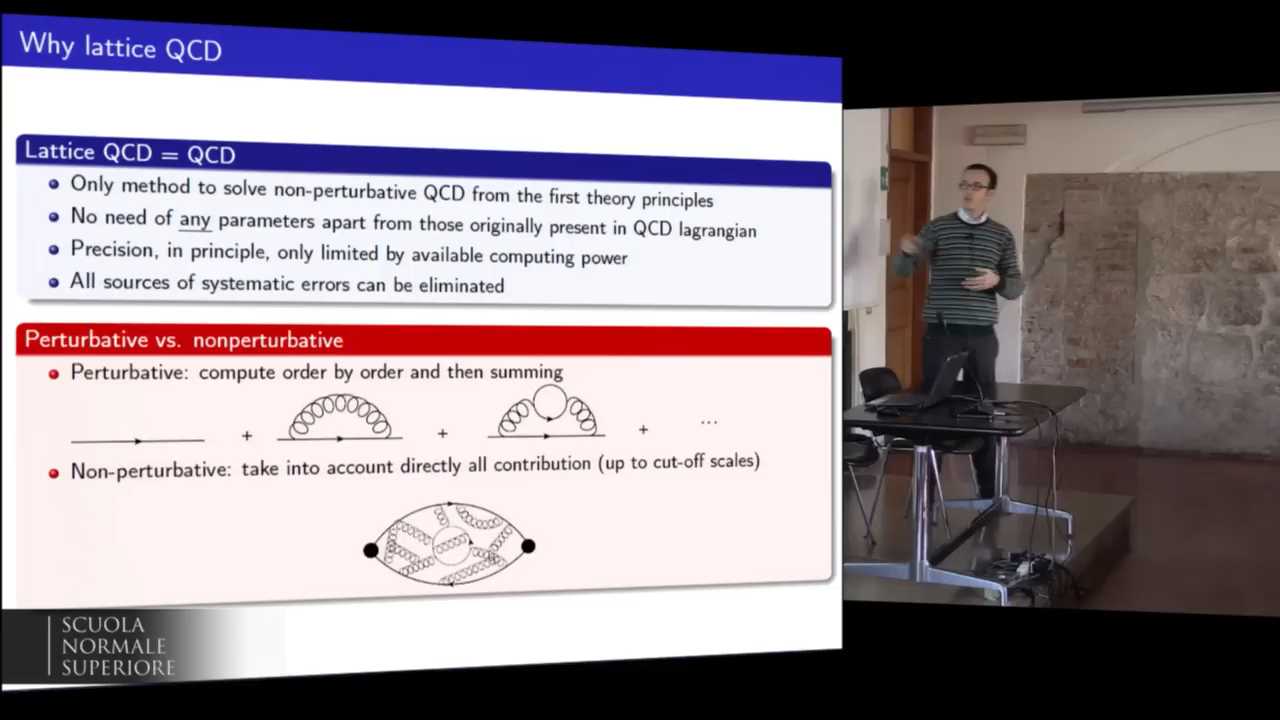 Why lattice QCD
Lattice QCD = QCD
Only method to solve non-perturbative QCD from the first theory principles
No need of any parameters apart from those originally present in QCD lagrangian
Precision, in principle, only limited by available computing power
All sources of systematic errors can be eliminated
Perturbative vs. nonperturbative
Perturbative: compute order by order and then summing
+ + + ...
Non-perturbative: take into account directly all contribution (up to cut-off scales)
SCUOLA
NORMALE
SUPERIORE